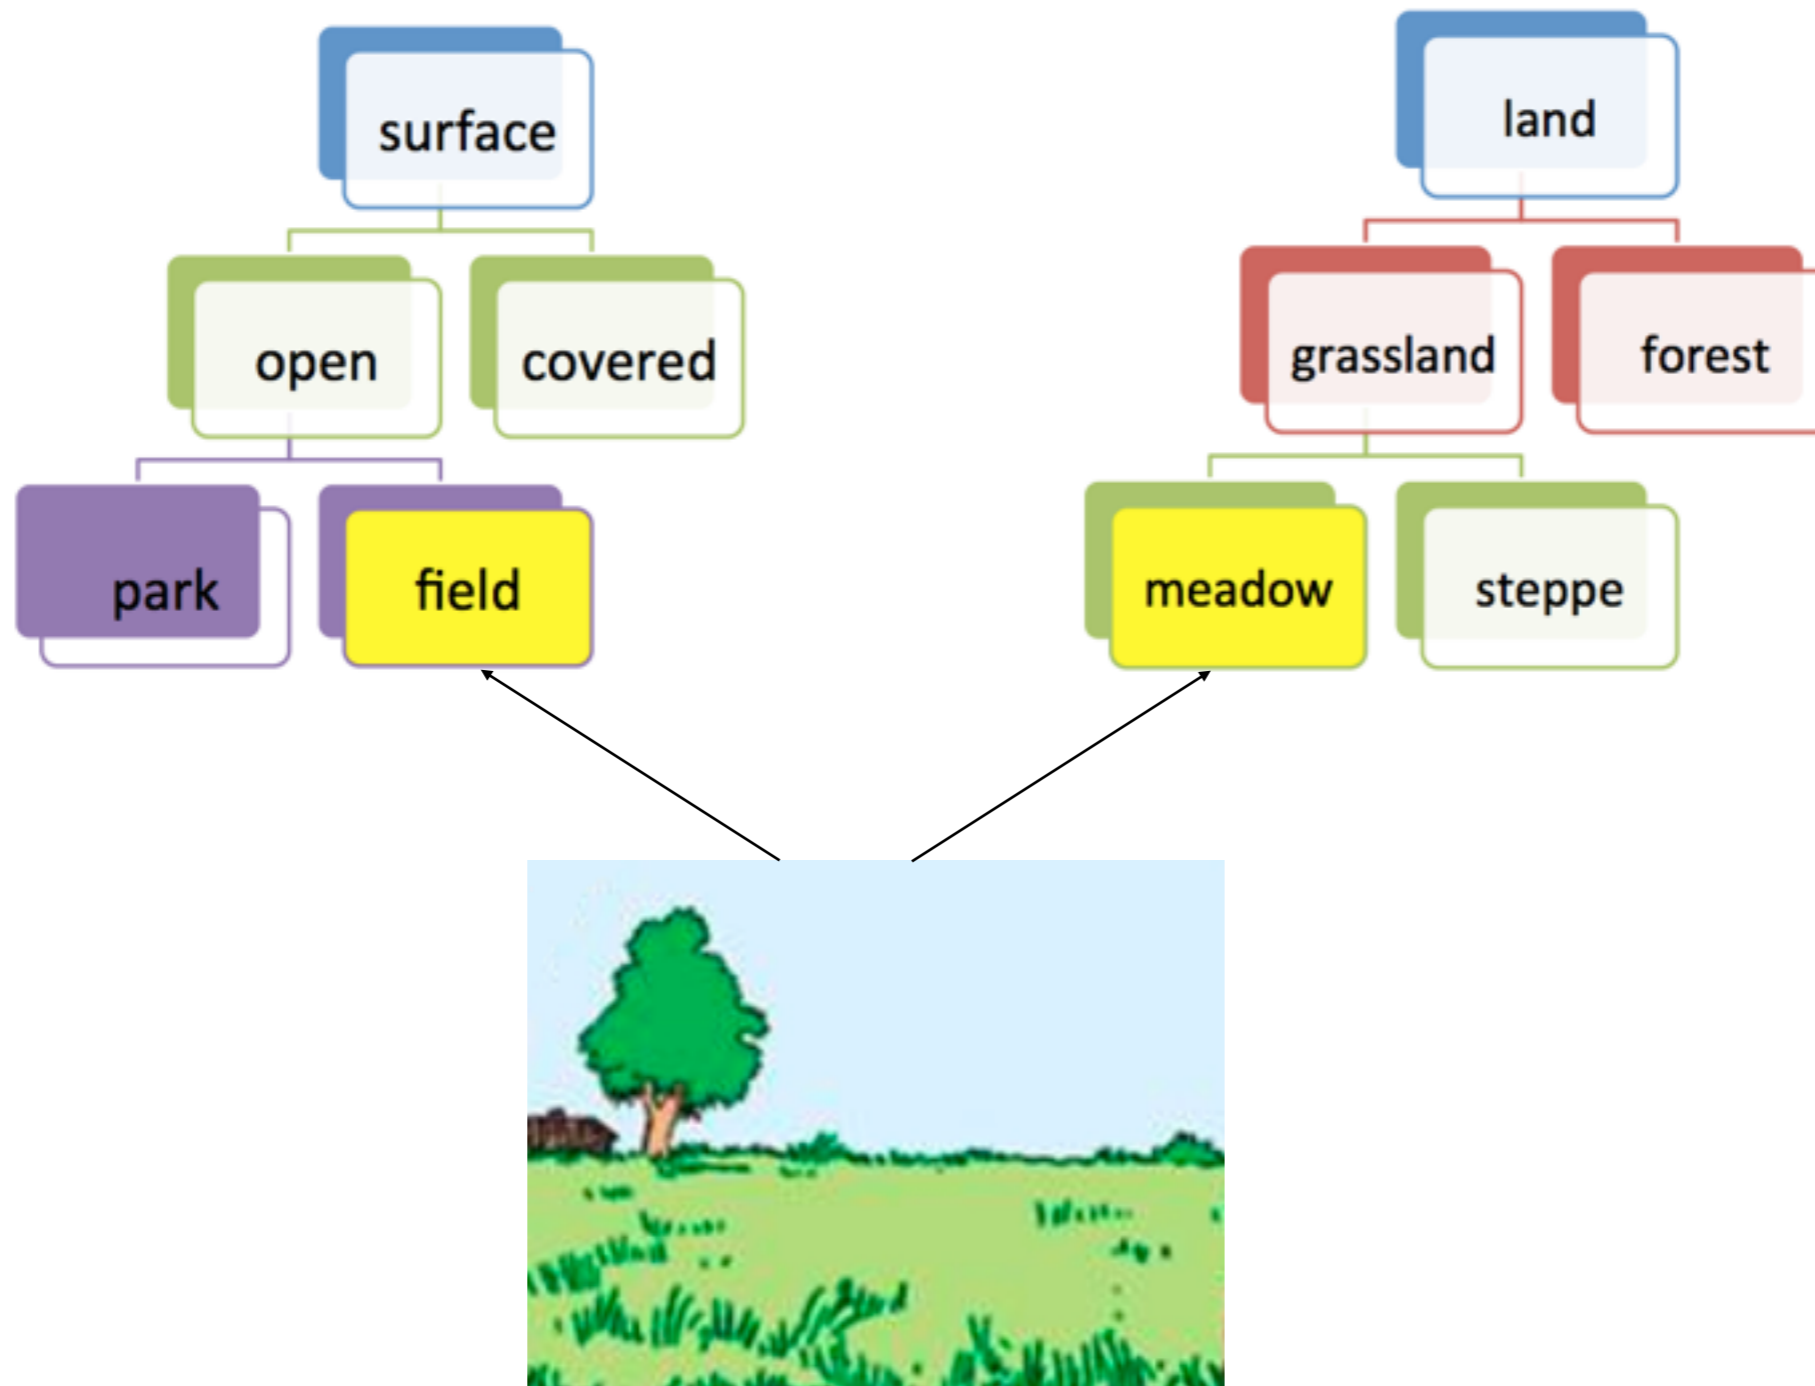 surface
open
covered
park
field
land
grassland
forest
meadow
steppe